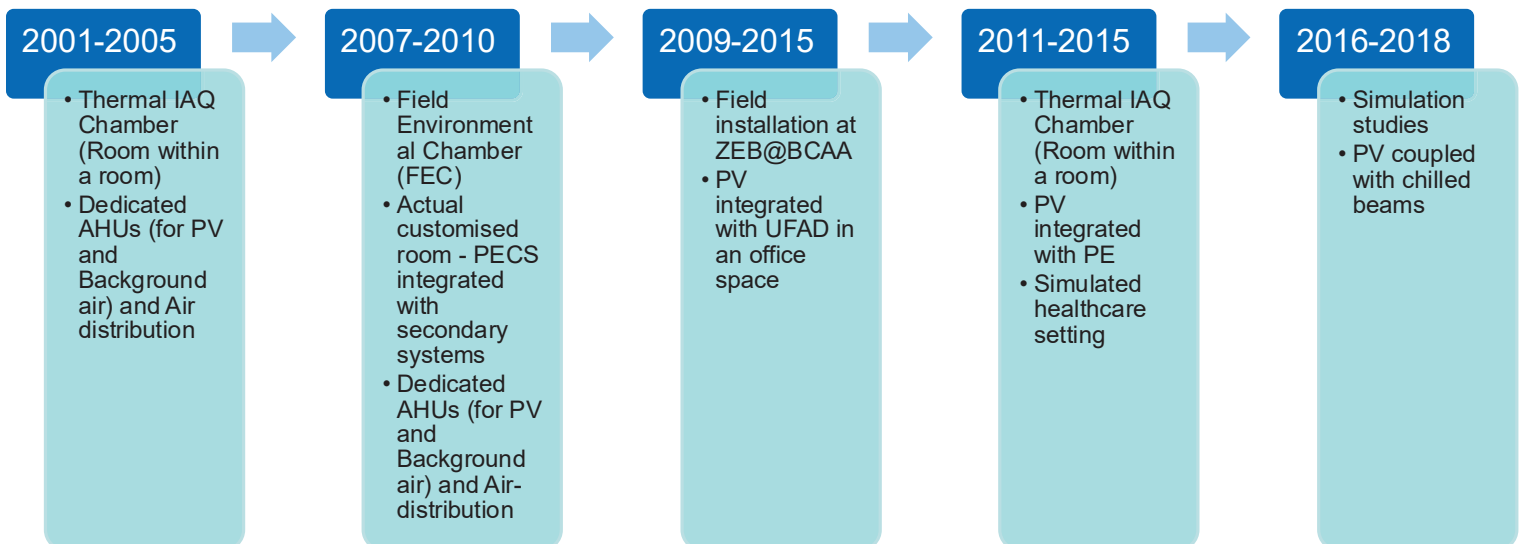 2001-2005
• Thermal IAQ
Chamber
(Room within
a room)
• Dedicated
AHUs (for PV
and
Background
air) and Air
distribution
2007-2010
• Field
Environment
al Chamber
(FEC)
• Actual
customised
room - PECS
integrated
with
secondary
systems
• Dedicated
AHUs (for PV
and
Background
air) and Air-
distribution
2009-2015
• Field
installation at
ZEB@BCAA
• PV
integrated
with UFAD in
an office
space
2011-2015
• Thermal IAQ
Chamber
(Room within
a room)
• PV
integrated
with PE
• Simulated
healthcare
setting
2016-2018
• Simulation
studies
• PV coupled
with chilled
beams